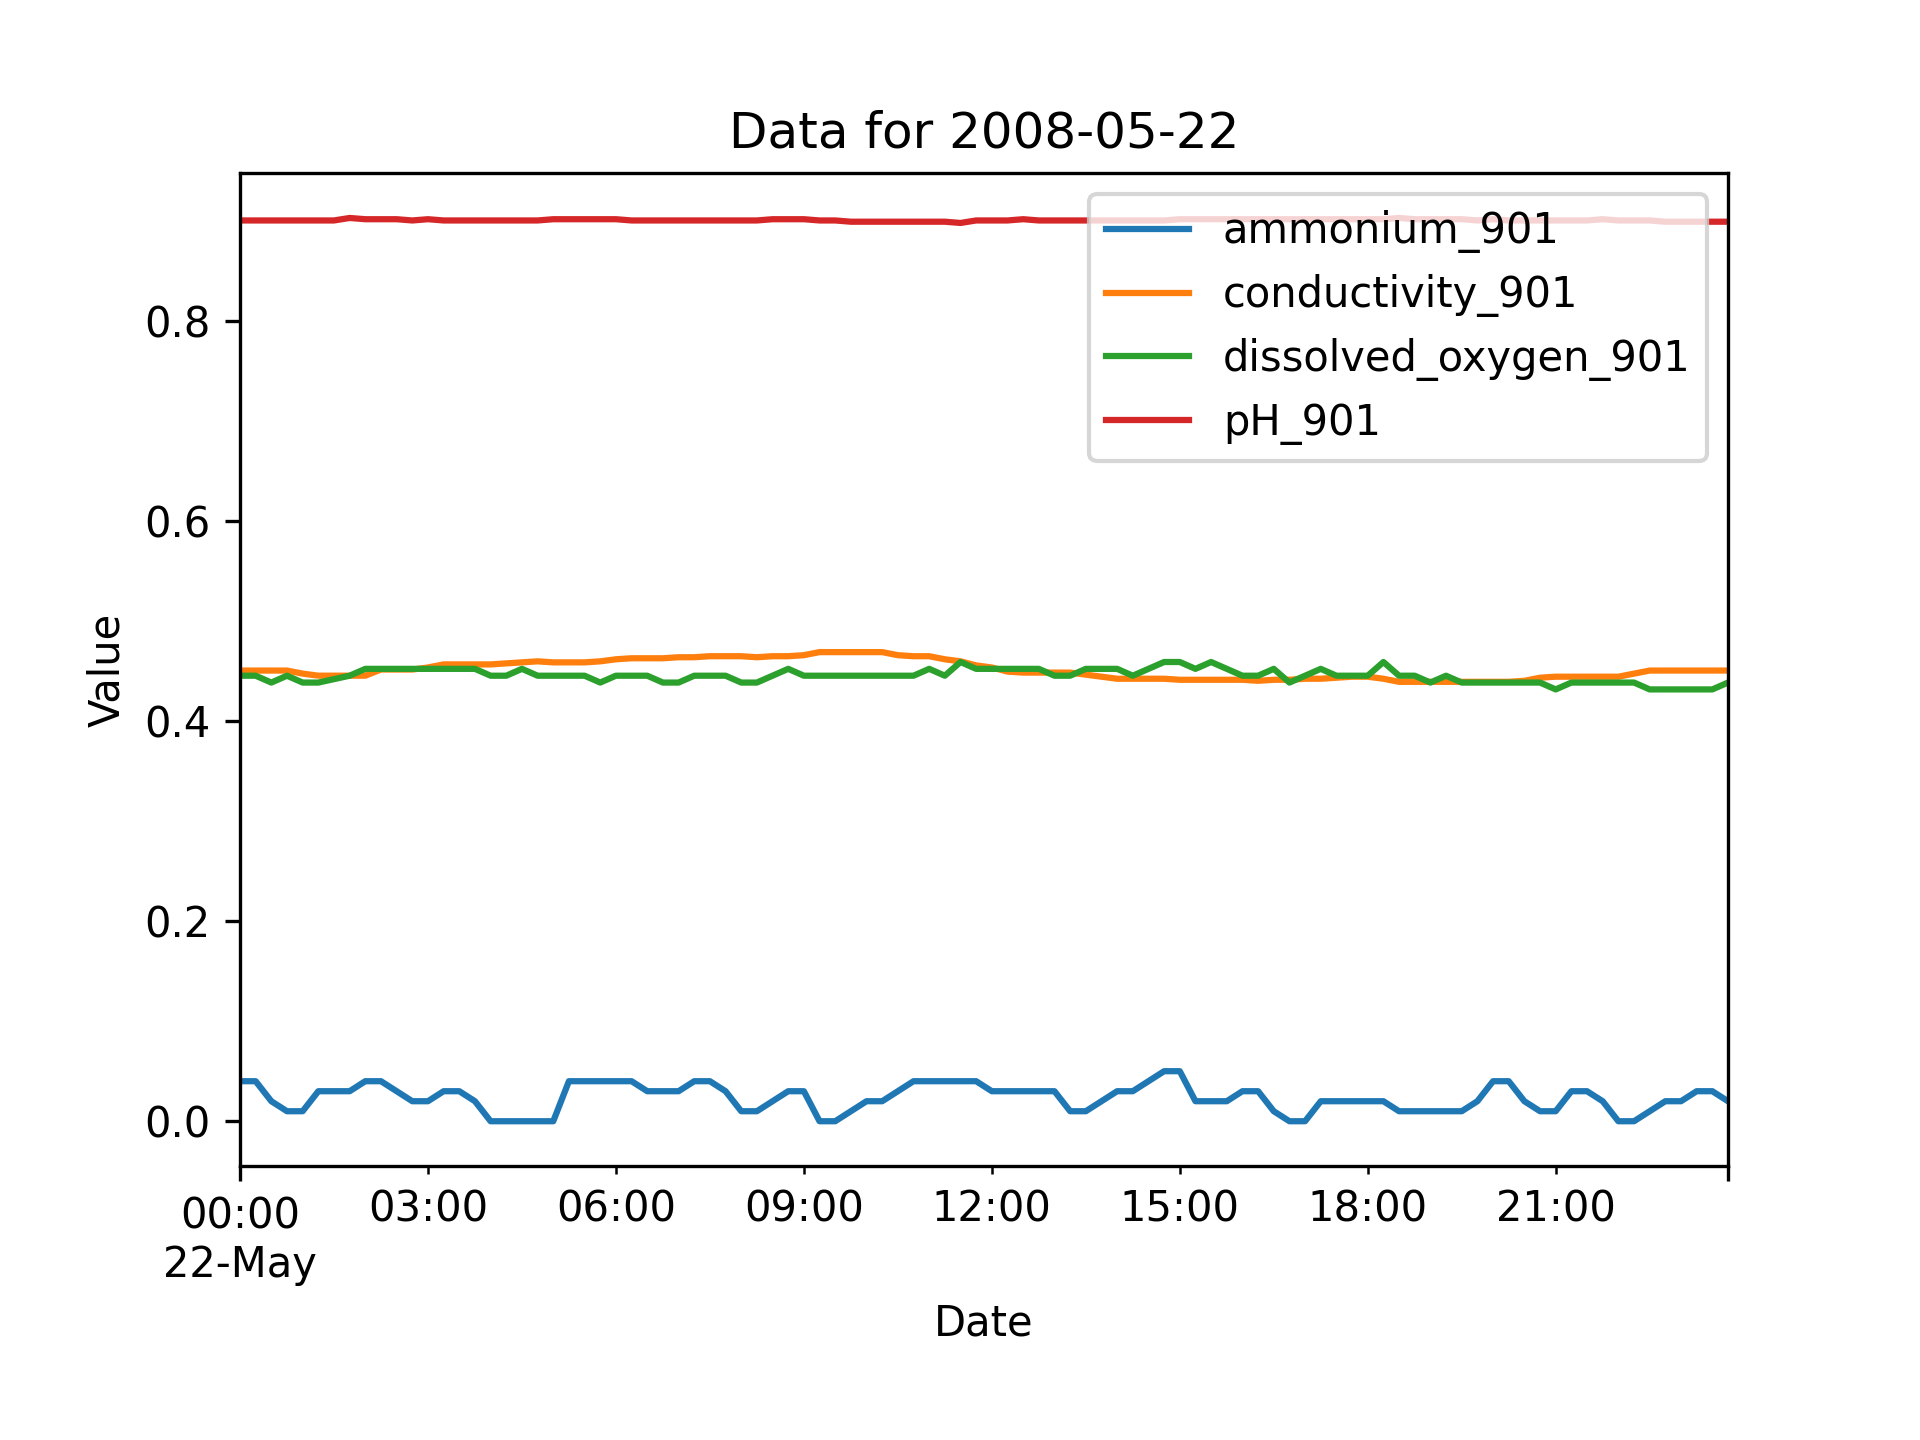 Data for 2008-05-22
ammonium_901
conductivity_901
dissolved_oxygen_901
pH_901
Value
0.8
0.6
0.4
0.2
0.0
00:00 03:00 06:00 09:00 12:00 15:00 18:00 21:00
22-May
Date